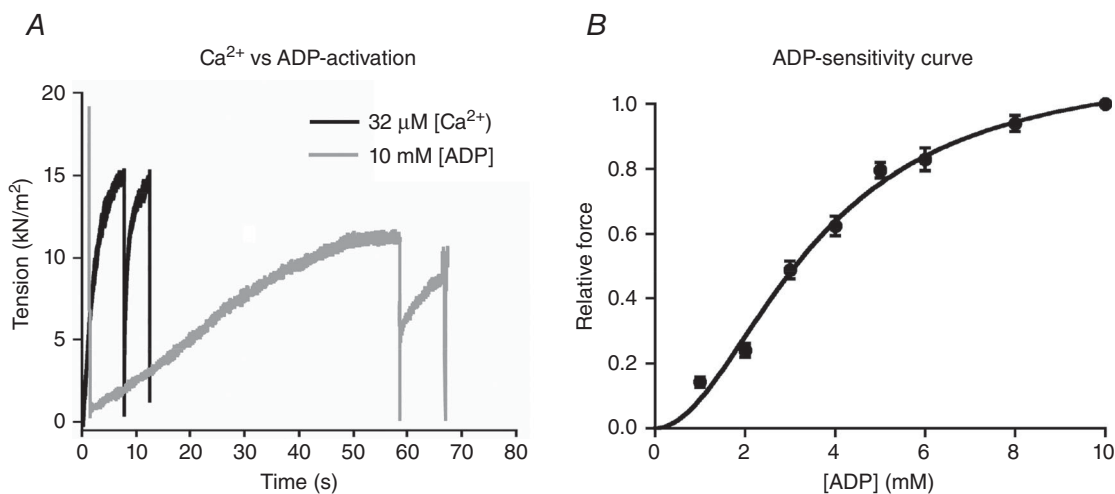 A
Ca2+ vs ADP-activation
20
15
10
5
0
Tension (kN/m2)
32 μM [Ca2+)
10 mM [ADP]
0 10 20 30 40 50 60 70 80
Time (s)
B
ADP-sensitivity curve
1.0
0.8
0.6
0.4
0.2
0.0
Relative force
0 2 4 6 8 10
[ADP] (mM)